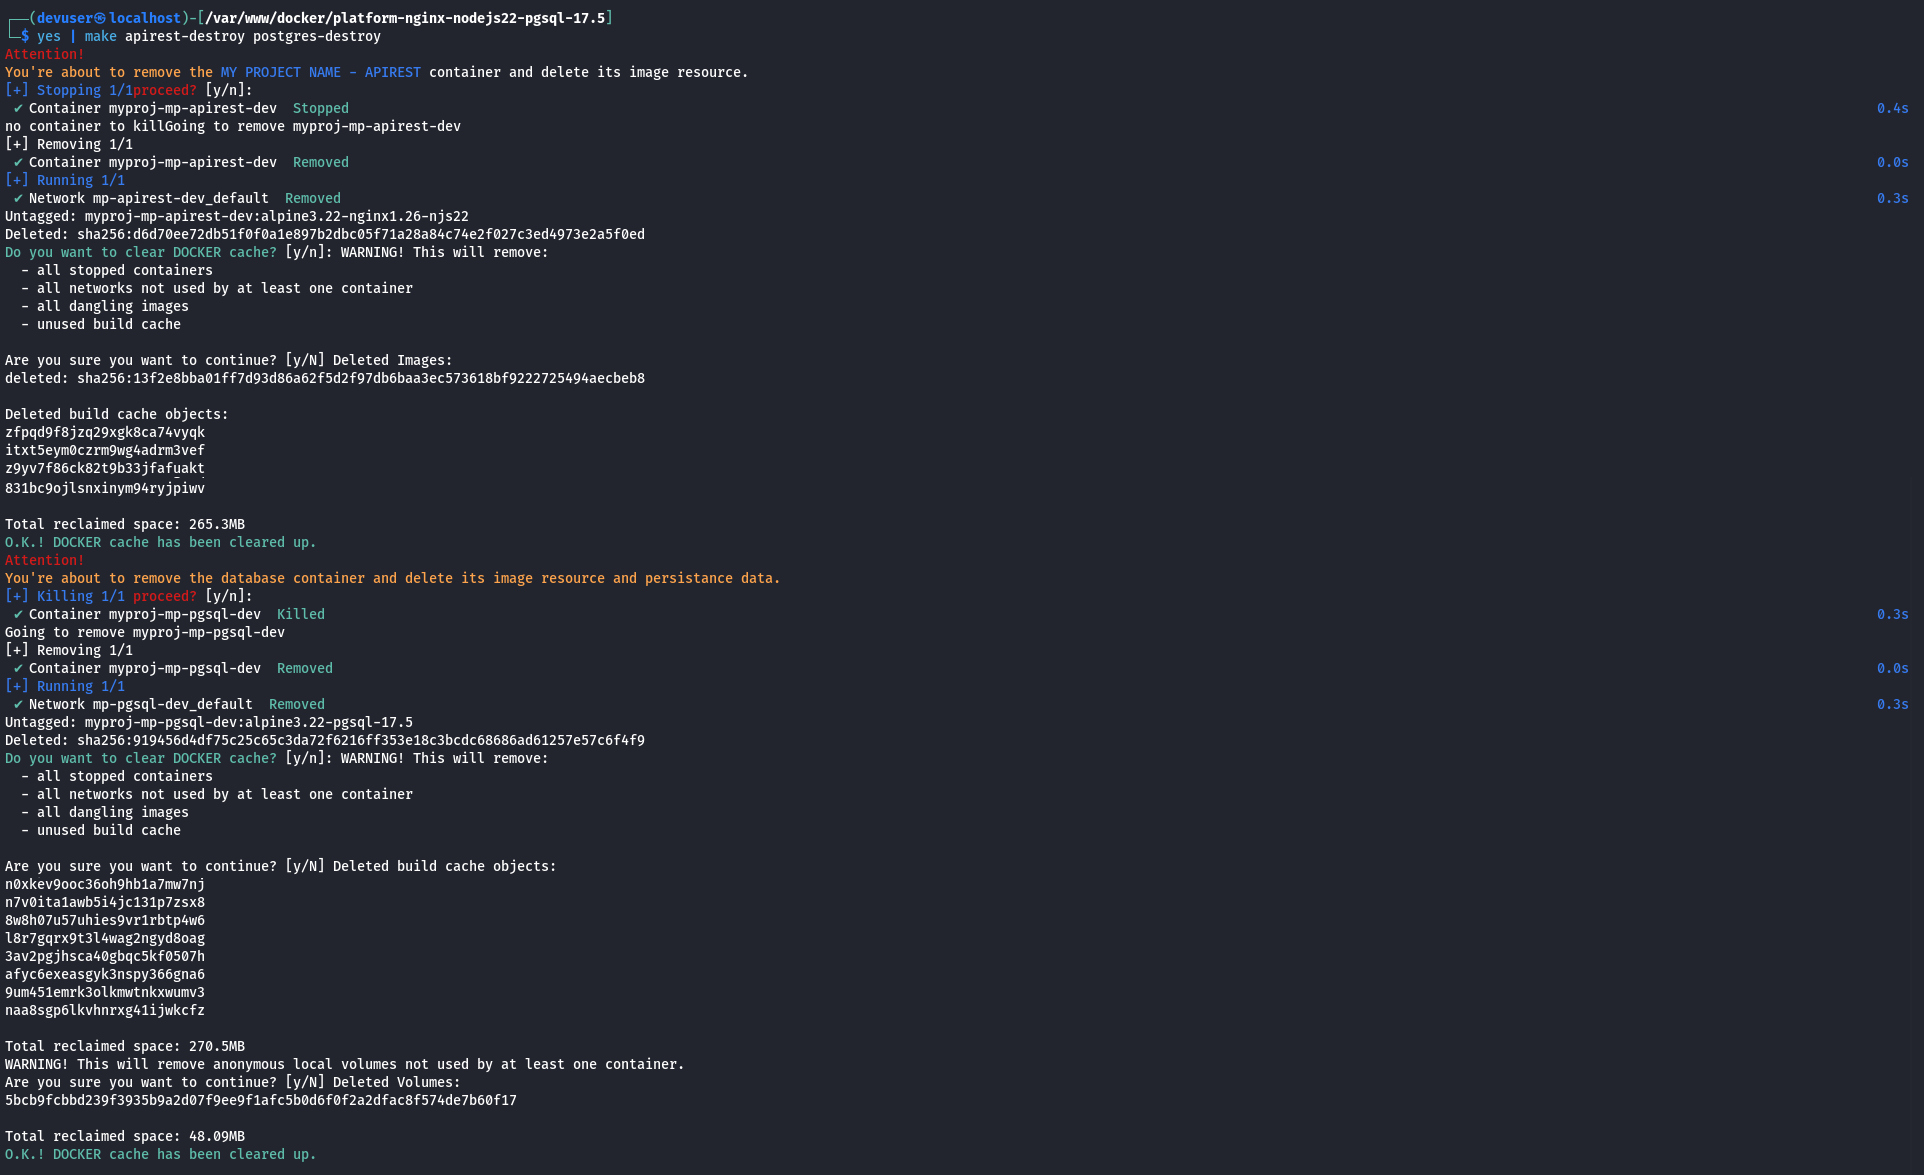 ┌──(devuser㉿localhost)-[/var/www/docker/platform-nginx-nodejs22-pgsql-17.5]
└─$ yes | make apirest-destroy postgres-destroy
Attention!
You're about to remove the MY PROJECT NAME - APIREST container and delete its image resource.
[+] Stopping 1/1proceed? [y/n]:
 ✔ Container myproj-mp-apirest-dev  Stopped 0.4s
no container to killGoing to remove myproj-mp-apirest-dev
[+] Removing 1/1
 ✔ Container myproj-mp-apirest-dev  Removed 0.0s
[+] Running 1/1
 ✔ Network mp-apirest-dev_default  Removed 0.3s
Untagged: myproj-mp-apirest-dev:alpine3.22-nginx1.26-njs22
Deleted: sha256:d6d70ee72db51f0f0a1e897b2dbc05f71a28a84c74e2f027c3ed4973e2a5f0ed
Do you want to clear DOCKER cache? [y/n]: WARNING! This will remove:
  - all stopped containers
  - all networks not used by at least one container
  - all dangling images
  - unused build cache
Are you sure you want to continue? [y/N] Deleted Images:
deleted: sha256:13f2e8bba01ff7d93d86a62f5d2f97db6baa3ec573618bf9222725494aecbeb8
Deleted build cache objects:
zfpqd9f8jzq29xgk8ca74vyqk
itxt5eym0czrm9wg4adrm3vef
z9yv7f86ck82t9b33jfafuakt
831bc9ojlsnxinym94ryjpiwv
Total reclaimed space: 265.3MB
O.K.! DOCKER cache has been cleared up.
Attention!
You're about to remove the database container and delete its image resource and persistance data.
[+] Killing 1/1 proceed? [y/n]:
 ✔ Container myproj-mp-pgsql-dev  Killed 0.3s
Going to remove myproj-mp-pgsql-dev
[+] Removing 1/1
 ✔ Container myproj-mp-pgsql-dev  Removed 0.0s
[+] Running 1/1
 ✔ Network mp-pgsql-dev_default  Removed 0.3s
Untagged: myproj-mp-pgsql-dev:alpine3.22-pgsql-17.5
Deleted: sha256:919456d4df75c25c65c3da72f6216ff353e18c3bcdc68686ad61257e57c6f4f9
Do you want to clear DOCKER cache? [y/n]: WARNING! This will remove:
  - all stopped containers
  - all networks not used by at least one container
  - all dangling images
  - unused build cache
Are you sure you want to continue? [y/N] Deleted build cache objects:
n0xkev9ooc36oh9hb1a7mw7nj
n7v0ita1awb5i4jc131p7zsx8
8w8h07u57uhies9vr1rbtp4w6
l8r7gqrx9t3l4wag2ngyd8oag
3av2pgjhsca40gbqc5kf0507h
afyc6exeasgyk3nspy366gna6
9um451emrk3olkmwtnkxwumv3
naa8sgp6lkvhnrxg41ijwkcfz
Total reclaimed space: 270.5MB
WARNING! This will remove anonymous local volumes not used by at least one container.
Are you sure you want to continue? [y/N] Deleted Volumes:
5bcb9fcbbd239f3935b9a2d07f9ee9f1afc5b0d6f0f2a2dfac8f574de7b60f17
Total reclaimed space: 48.09MB
O.K.! DOCKER cache has been cleared up.